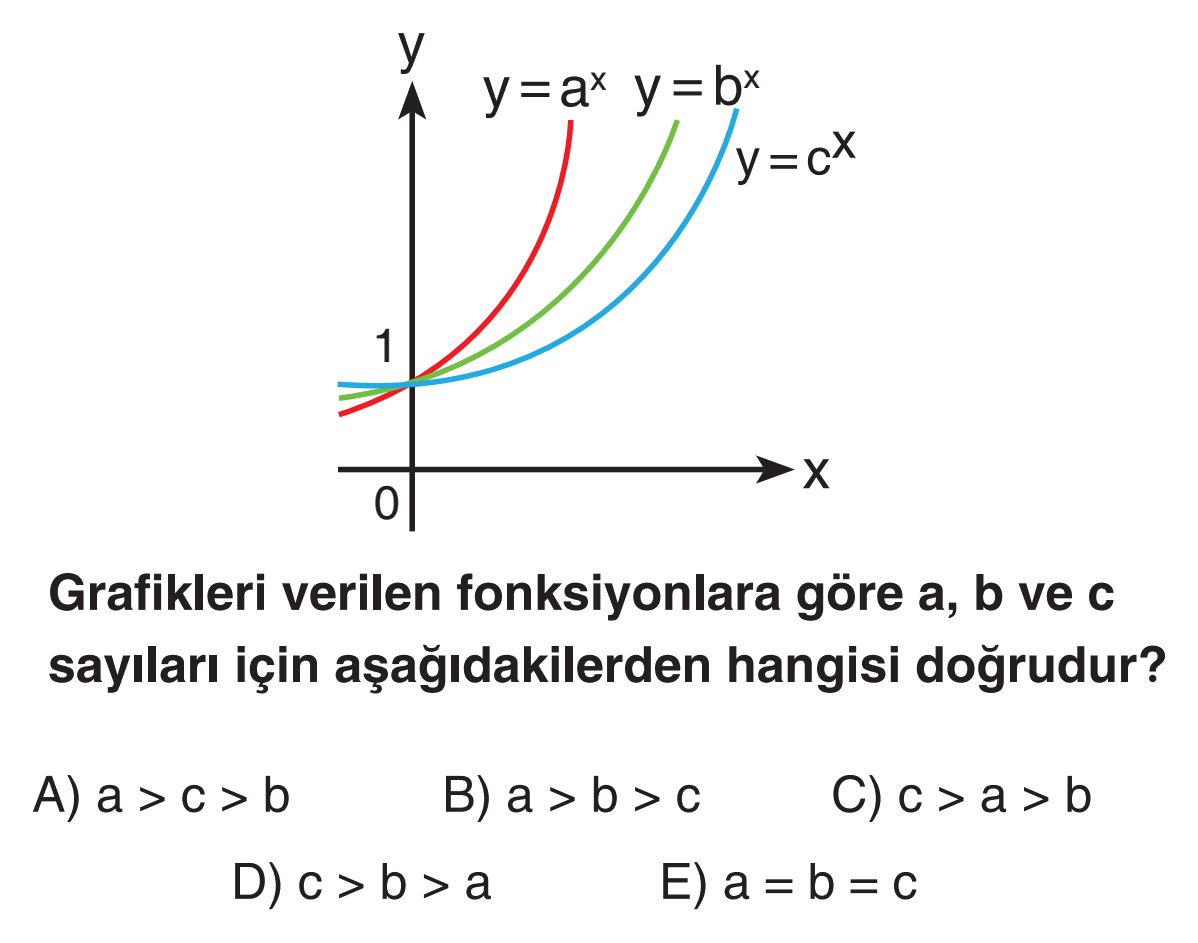 y
y = aˣ y = bˣ
y = cˣ
1
0
x
Grafikleri verilen fonksiyonlara göre a, b ve c
sayıları için aşağıdakilerden hangisi doğrudur?
A) a > c > b B) a > b > c C) c > a > b
D) c > b > a E) a = b = c